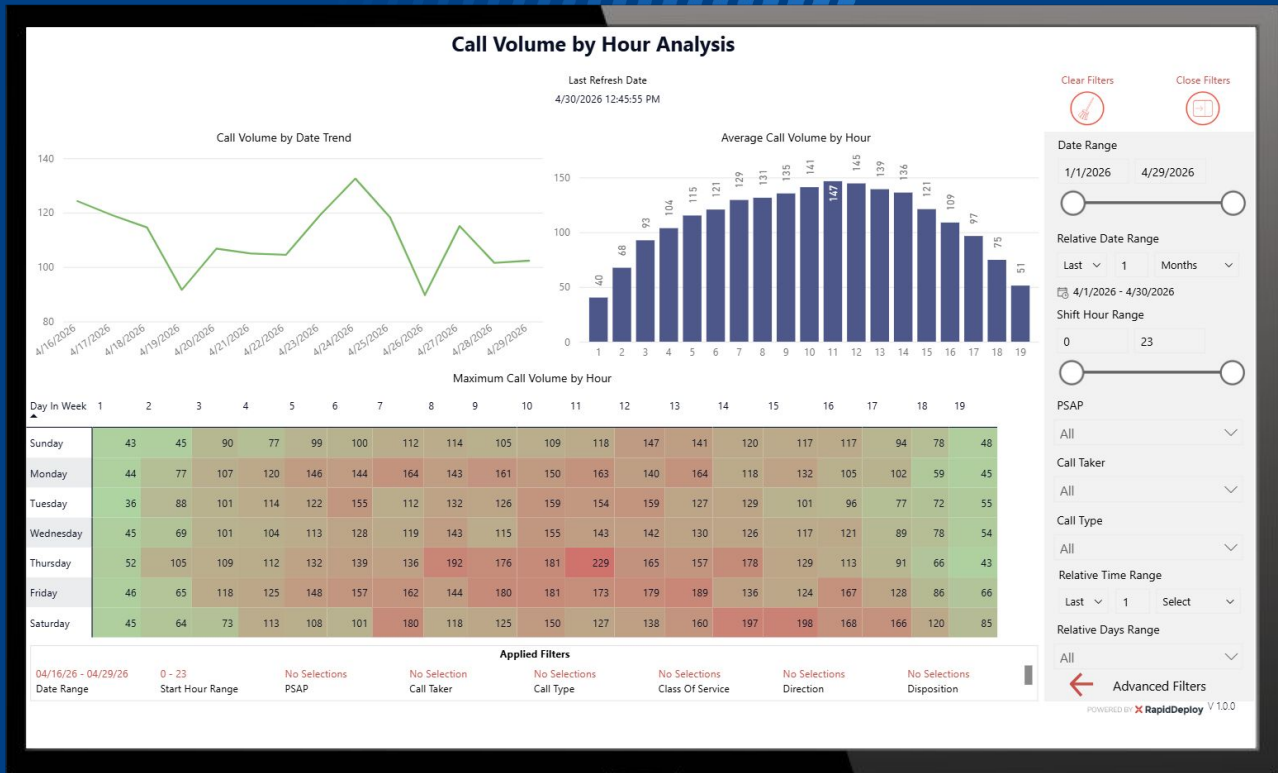 Call Volume by Hour Analysis
Last Refresh Date
4/30/2026 12:45:55 PM
Clear Filters Close Filters
Call Volume by Date Trend
140
120
100
80
4/16/2026 4/17/2026 4/18/2026 4/19/2026 4/20/2026 4/21/2026 4/22/2026 4/23/2026 4/24/2026 4/25/2026 4/26/2026 4/27/2026 4/28/2026 4/29/2026
Average Call Volume by Hour
150
100
50
0
40 68 93 104 115 121 129 131 135 141 147 145 139 136 121 109 97 75 51
1 2 3 4 5 6 7 8 9 10 11 12 13 14 15 16 17 18 19
Maximum Call Volume by Hour
Day In Week 1 2 3 4 5 6 7 8 9 10 11 12 13 14 15 16 17 18 19
Sunday 43 45 90 77 99 100 112 114 105 109 118 147 141 120 117 117 94 78 48
Monday 44 77 107 120 146 144 164 143 161 150 163 140 164 118 132 105 102 59 45
Tuesday 36 88 101 114 122 155 112 132 126 159 154 159 127 129 101 96 77 72 55
Wednesday 45 69 101 104 113 128 119 143 115 155 143 142 130 126 117 121 89 78 54
Thursday 52 105 109 112 132 139 136 192 176 181 229 165 157 178 129 113 91 66 43
Friday 46 65 118 125 148 157 162 144 180 181 173 179 189 136 124 167 128 86 66
Saturday 45 64 73 113 108 101 180 118 125 150 127 138 160 197 198 168 166 120 85
Applied Filters
04/16/26 - 04/29/26 0 - 23 No Selections No Selection No Selections No Selections No Selections No Selections
Date Range Start Hour Range PSAP Call Taker Call Type Class Of Service Direction Disposition
Date Range
1/1/2026 4/29/2026
Relative Date Range
Last 1 Months
4/1/2026 - 4/30/2026
Shift Hour Range
0 23
PSAP
All
Call Taker
All
Call Type
All
Relative Time Range
Last 1 Select
Relative Days Range
All
Advanced Filters
POWERED BY RapidDeploy V 1.0.0